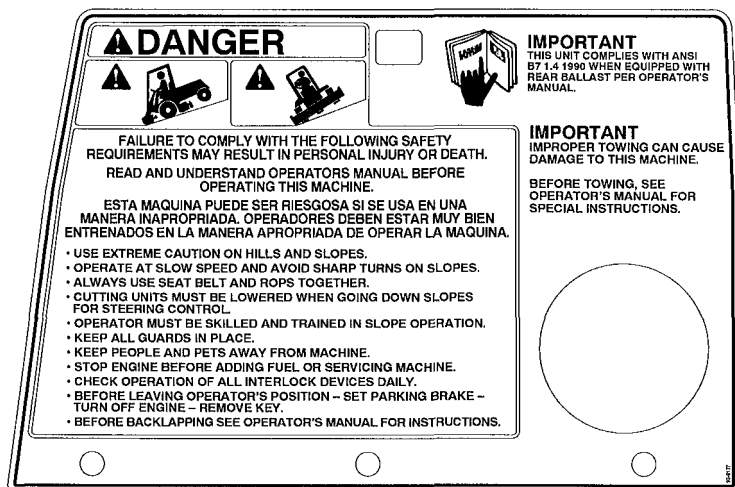 DANGER
FAILURE TO COMPLY WITH THE FOLLOWING SAFETY
REQUIREMENTS MAY RESULT IN PERSONAL INJURY OR DEATH.
READ AND UNDERSTAND OPERATORS MANUAL BEFORE
OPERATING THIS MACHINE.
ESTA MAQUINA PUEDE SER RIESGOSA SI SE USA EN UNA
MANERA INAPROPRIADA. OPERADORES DEBEN ESTAR MUY BIEN
ENTRENADOS EN LA MANERA APROPRIADA DE OPERAR LA MAQUINA.
• USE EXTREME CAUTION ON HILLS AND SLOPES.
• OPERATE AT SLOW SPEED AND AVOID SHARP TURNS ON SLOPES.
• ALWAYS USE SEAT BELT AND ROPS TOGETHER.
• CUTTING UNITS MUST BE LOWERED WHEN GOING DOWN SLOPES
FOR STEERING CONTROL.
• OPERATOR MUST BE SKILLED AND TRAINED IN SLOPE OPERATION.
• KEEP ALL GUARDS IN PLACE.
• KEEP PEOPLE AND PETS AWAY FROM MACHINE.
• STOP ENGINE BEFORE ADDING FUEL OR SERVICING MACHINE.
• CHECK OPERATION OF ALL INTERLOCK DEVICES DAILY.
• BEFORE LEAVING OPERATOR'S POSITION – SET PARKING BRAKE –
TURN OFF ENGINE – REMOVE KEY.
• BEFORE BACKLAPPING SEE OPERATOR'S MANUAL FOR INSTRUCTIONS.
IMPORTANT
THIS UNIT COMPLIES WITH ANSI
B7 1.4 1990 WHEN EQUIPPED WITH
REAR BALLAST PER OPERATOR'S
MANUAL.
IMPORTANT
IMPROPER TOWING CAN CAUSE
DAMAGE TO THIS MACHINE.
BEFORE TOWING, SEE
OPERATOR'S MANUAL FOR
SPECIAL INSTRUCTIONS.